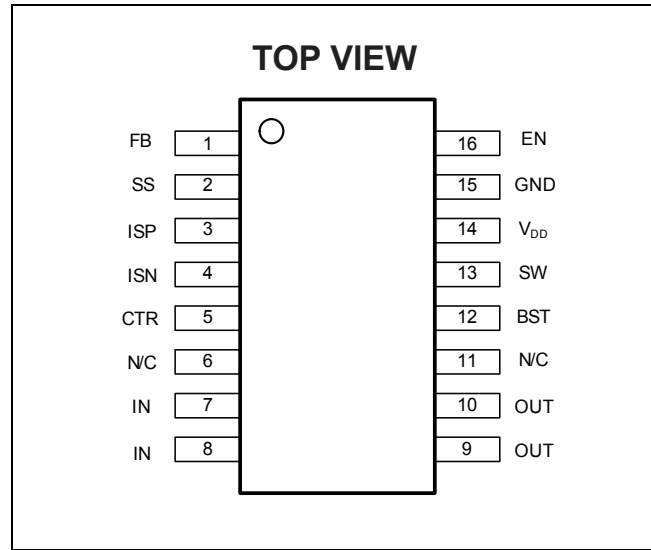 TOP VIEW
FB 1 16 EN
SS 2 15 GND
ISP 3 14 VDD
ISN 4 13 SW
CTR 5 12 BST
N/C 6 11 N/C
IN 7 10 OUT
IN 8 9 OUT